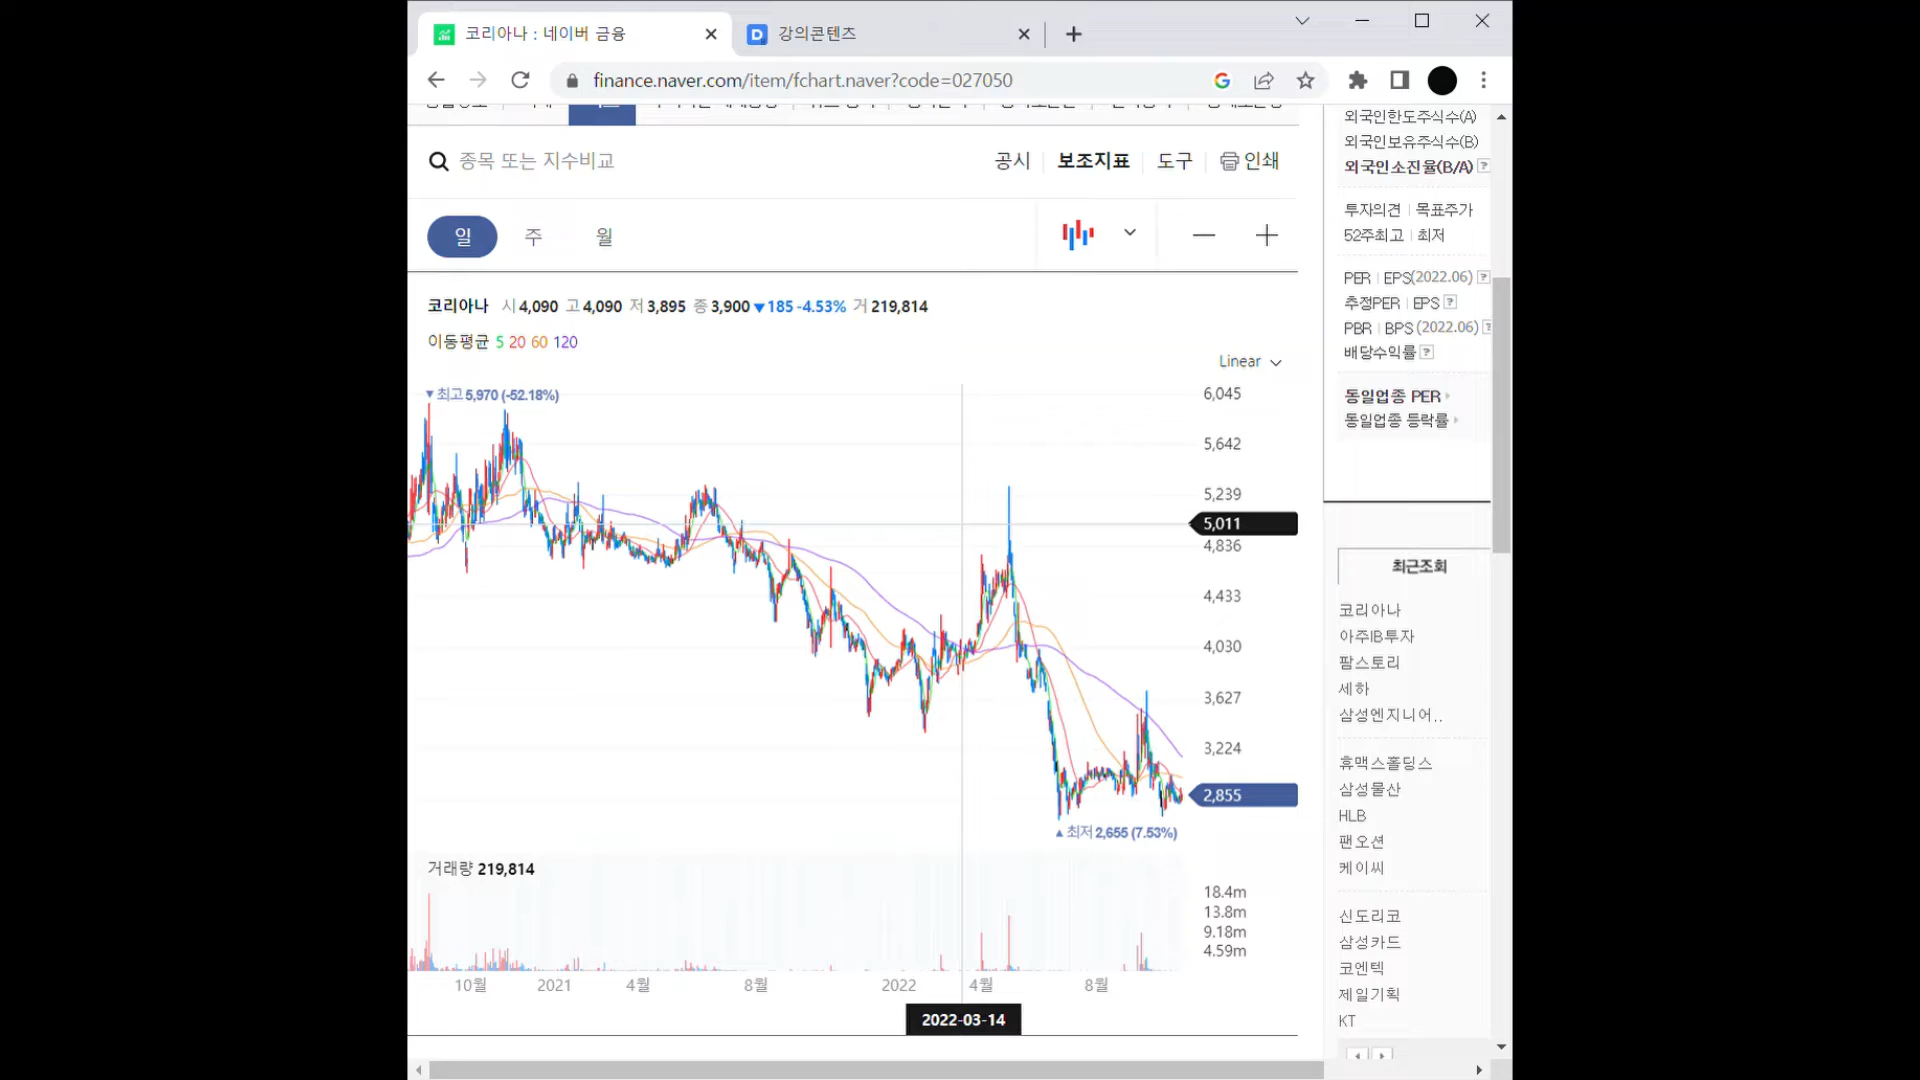 코리아나 : 네이버 금융
강의콘텐츠
finance.naver.com/item/fchart.naver?code=027050
종목 또는 지수비교
공시
보조지표
도구
인쇄
일
주
월
코리아나 시 4,090 고 4,090 저 3,895 종 3,900 ▼185 -4.53% 거 219,814
이동평균 5 20 60 120
Linear
▼최고 5,970 (-52.18%)
6,045
5,642
5,239
5,011
4,836
4,433
4,030
3,627
3,224
2,855
▲최저 2,655 (7.53%)
거래량 219,814
18.4m
13.8m
9.18m
4.59m
10월
2021
4월
8월
2022
4월
8월
2022-03-14
외국인한도주식수(A)
외국인보유주식수(B)
외국인소진율(B/A) ?
투자의견 | 목표주가
52주최고 | 최저
PER | EPS(2022.06) ?
추정PER | EPS ?
PBR | BPS (2022.06) ?
배당수익률 ?
동일업종 PER
동일업종 등락률
최근조회
코리아나
아주IB투자
팜스토리
세하
삼성엔지니어..
휴맥스홀딩스
삼성물산
HLB
팬오션
케이씨
신도리코
삼성카드
코엔텍
제일기획
KT